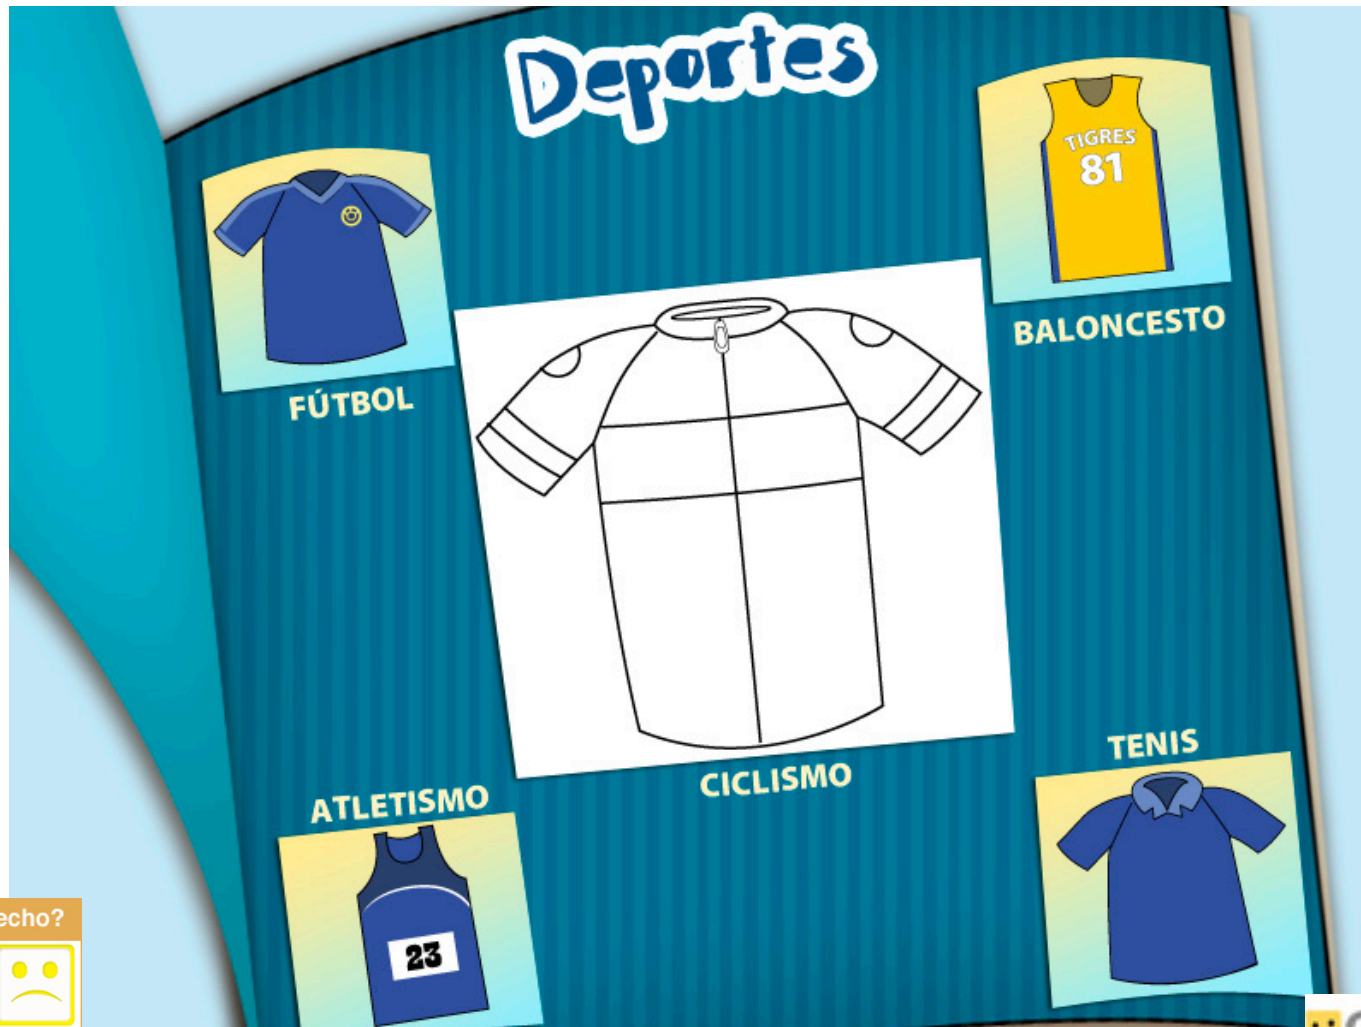 Deportes
TIGRES
81
BALONCESTO
FÚTBOL
CICLISMO
TENIS
ATLETISMO
23
echo?